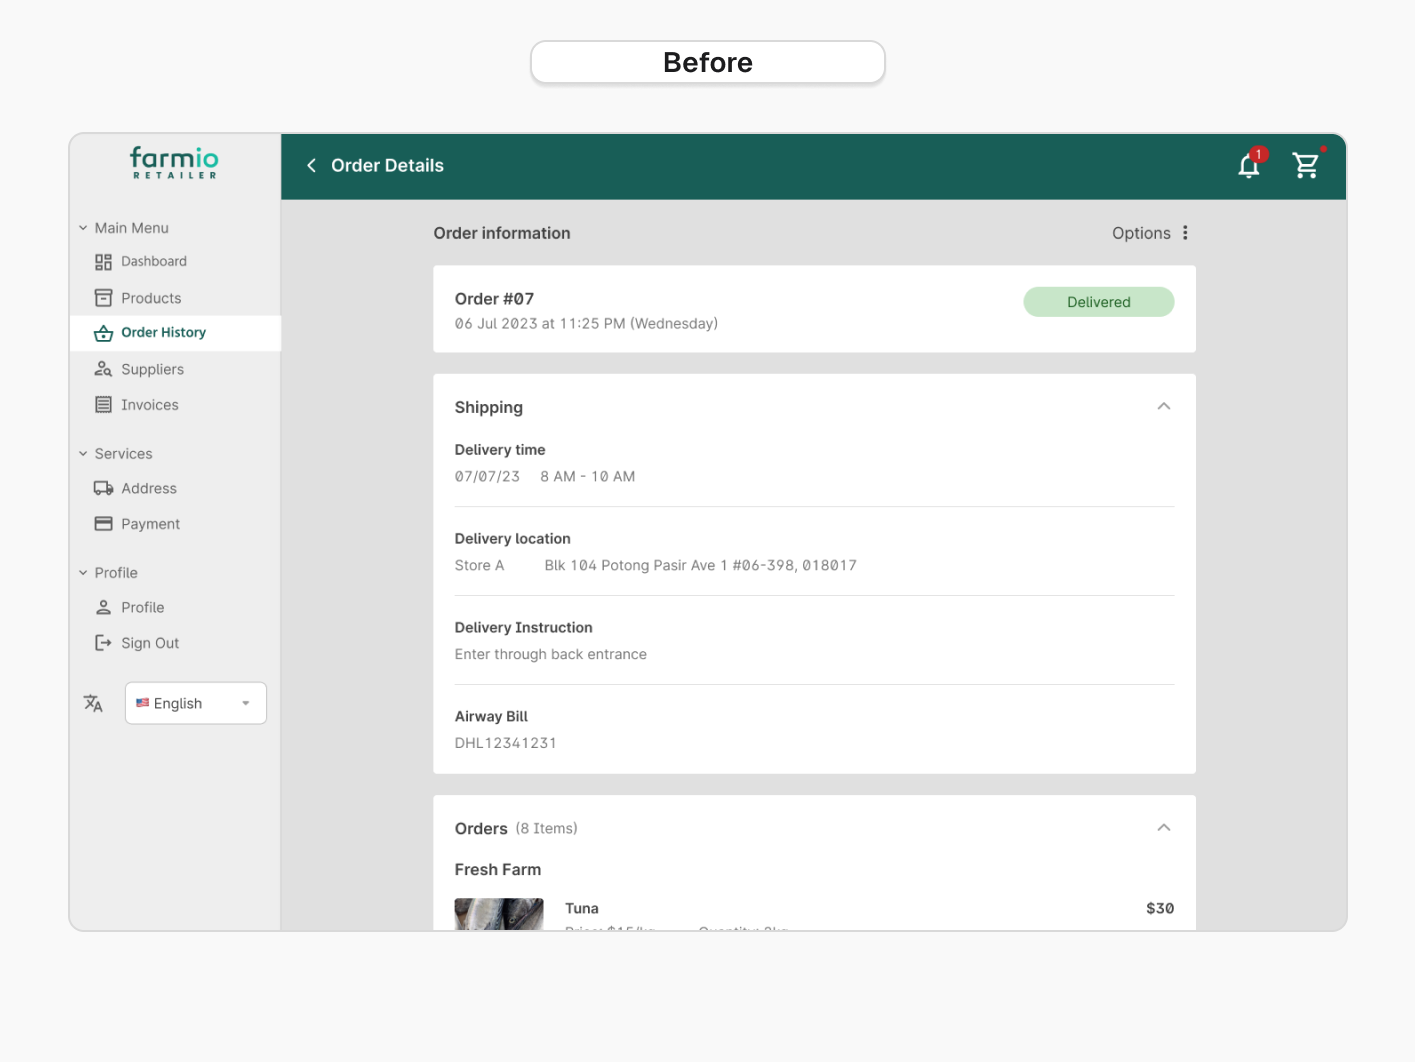 Before
farmio
RETAILER
Order Details
1
Main Menu
Dashboard
Products
Order History
Suppliers
Invoices
Services
Address
Payment
Profile
Profile
Sign Out
English
Order information
Options
Order #07
06 Jul 2023 at 11:25 PM (Wednesday)
Delivered
Shipping
Delivery time
07/07/23 8 AM - 10 AM
Delivery location
Store A Blk 104 Potong Pasir Ave 1 #06-398, 018017
Delivery Instruction
Enter through back entrance
Airway Bill
DHL12341231
Orders (8 Items)
Fresh Farm
Tuna $30